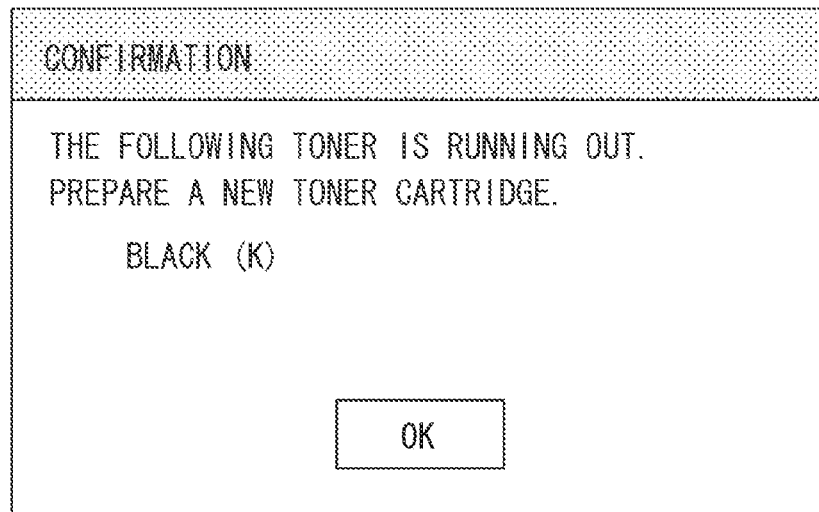 CONFIRMATION
THE FOLLOWING TONER IS RUNNING OUT.
PREPARE A NEW TONER CARTRIDGE.
BLACK (K)
OK